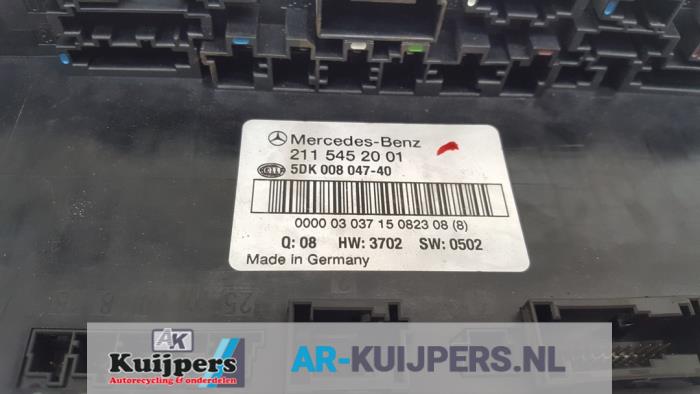 Mercedes-Benz
211 545 20 01
HELLA 5DK 008 047-40
0000 03 037 15 0823 08 (8)
Q: 08 HW: 3702 SW: 0502
Made in Germany
AK
Kuijpers
Autorecycling & onderdelen
AR-KUIJPERS.NL